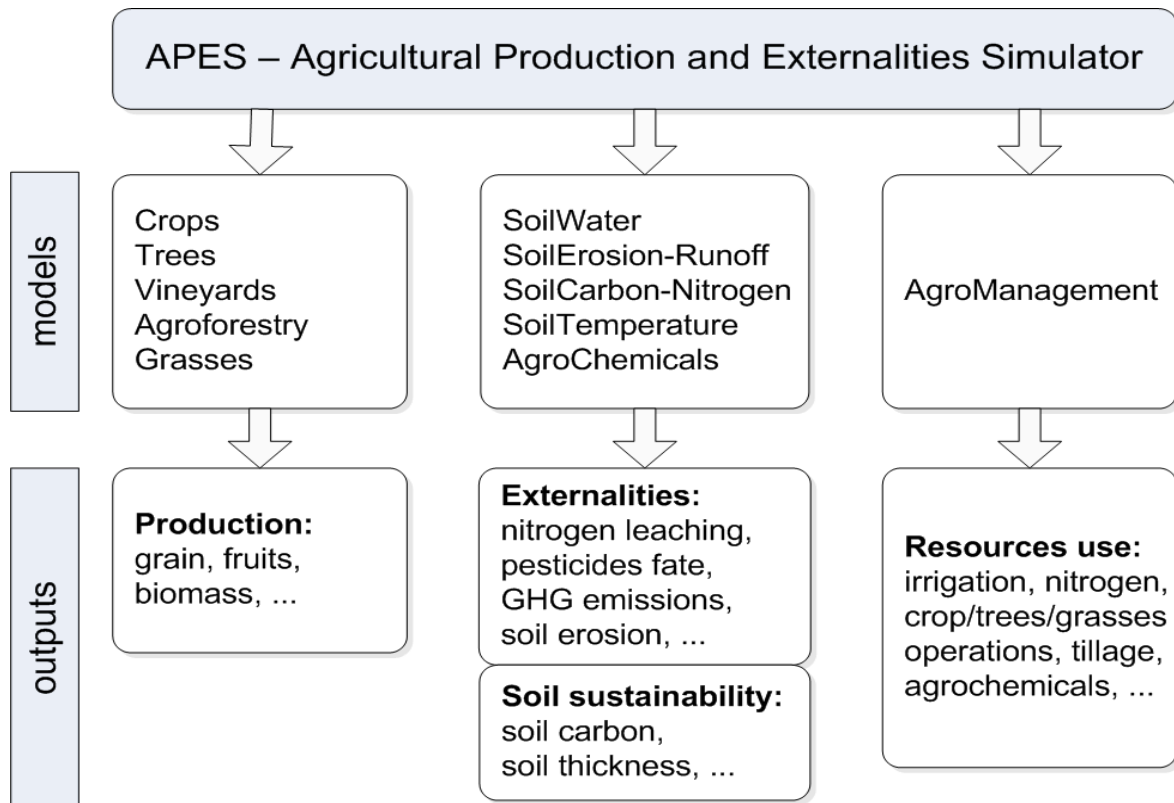 APES – Agricultural Production and Externalities Simulator
models
Crops
Trees
Vineyards
Agroforestry
Grasses
SoilWater
SoilErosion-Runoff
SoilCarbon-Nitrogen
SoilTemperature
AgroChemicals
AgroManagement
outputs
Production:
grain, fruits,
biomass, ...
Externalities:
nitrogen leaching,
pesticides fate,
GHG emissions,
soil erosion, ...
Soil sustainability:
soil carbon,
soil thickness, ...
Resources use:
irrigation, nitrogen,
crop/trees/grasses
operations, tillage,
agrochemicals, ...